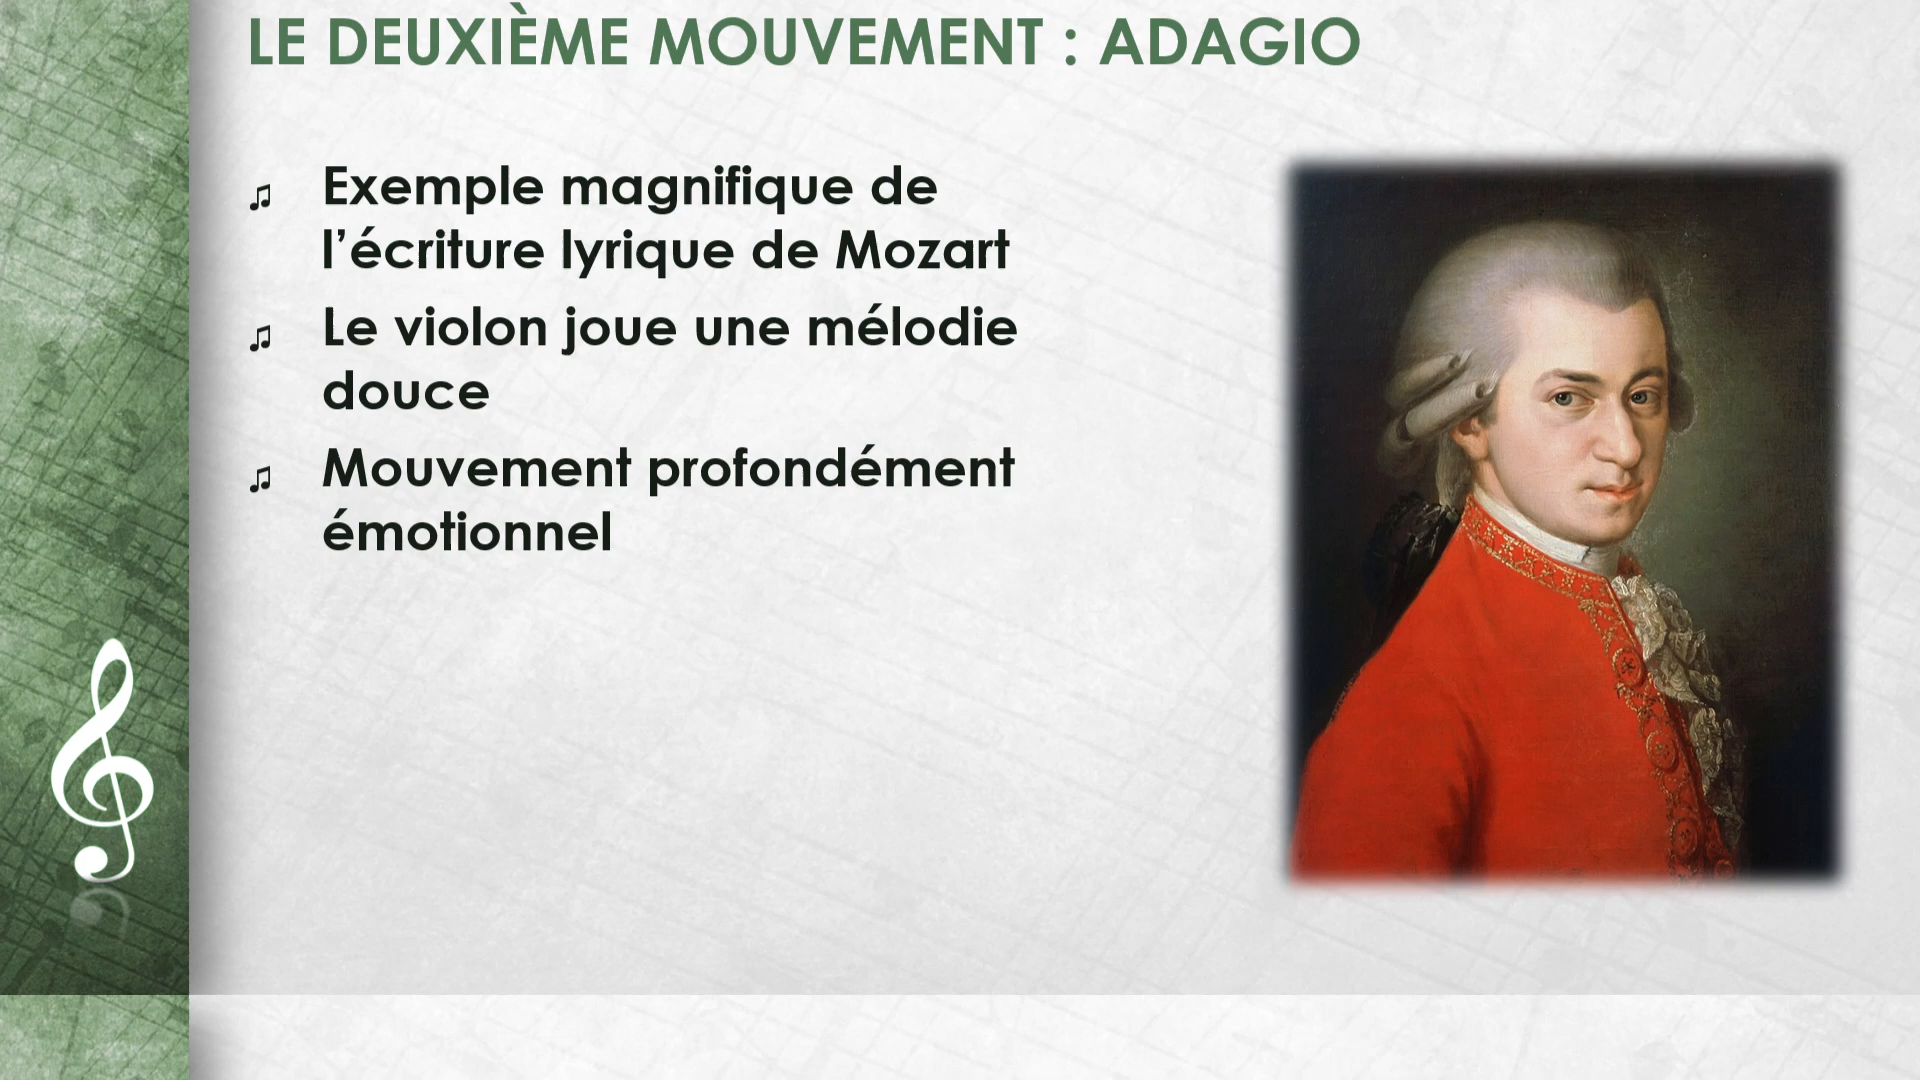 LE DEUXIÈME MOUVEMENT : ADAGIO
♫ Exemple magnifique de
l’écriture lyrique de Mozart
♫ Le violon joue une mélodie
douce
♫ Mouvement profondément
émotionnel